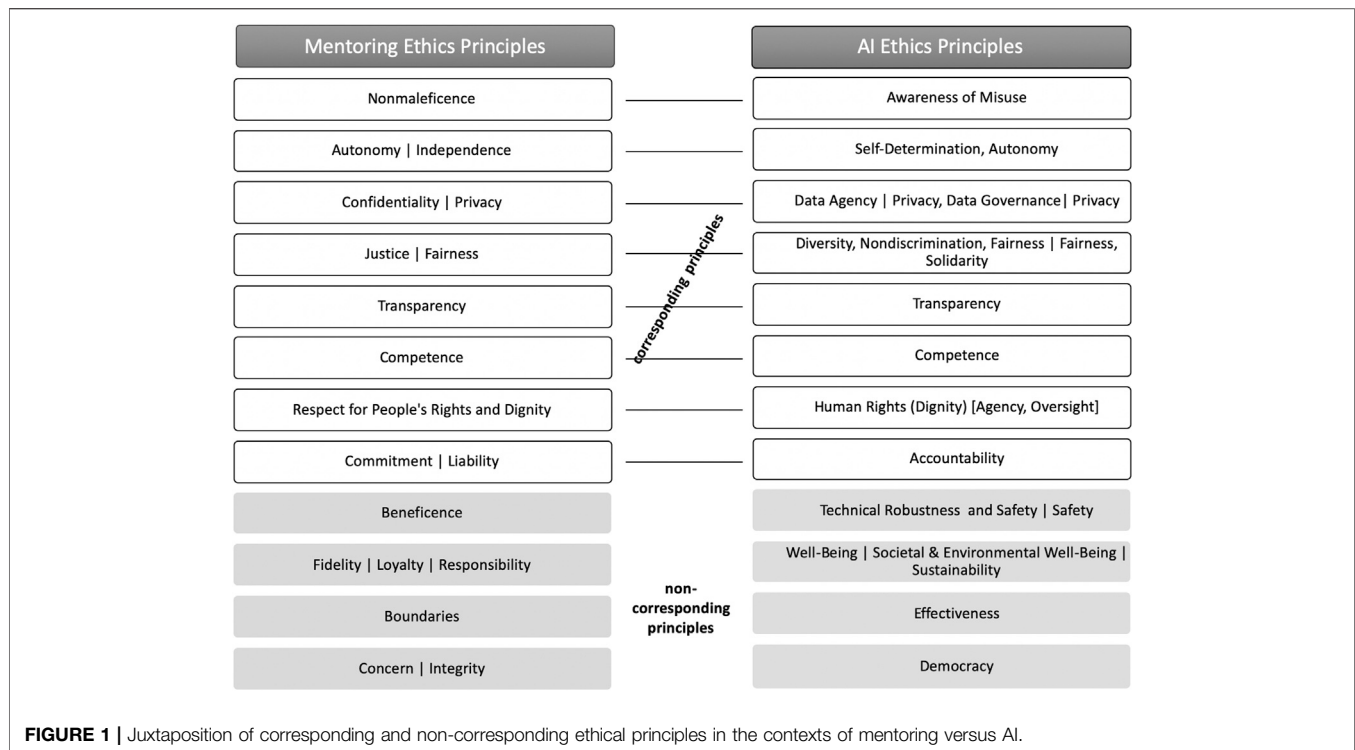 Mentoring Ethics Principles
AI Ethics Principles
Nonmaleficence
Awareness of Misuse
Autonomy | Independence
Self-Determination, Autonomy
Confidentiality | Privacy
Data Agency | Privacy, Data Governance| Privacy
Justice | Fairness
Diversity, Nondiscrimination, Fairness | Fairness,
Solidarity
Transparency
Transparency
Competence
Competence
corresponding principles
Respect for People's Rights and Dignity
Human Rights (Dignity) [Agency, Oversight]
Commitment | Liability
Accountability
Beneficence
Technical Robustness and Safety | Safety
Fidelity | Loyalty | Responsibility
Well-Being | Societal & Environmental Well-Being |
Sustainability
non-
corresponding
principles
Boundaries
Effectiveness
Concern | Integrity
Democracy
FIGURE 1 | Juxtaposition of corresponding and non-corresponding ethical principles in the contexts of mentoring versus AI.